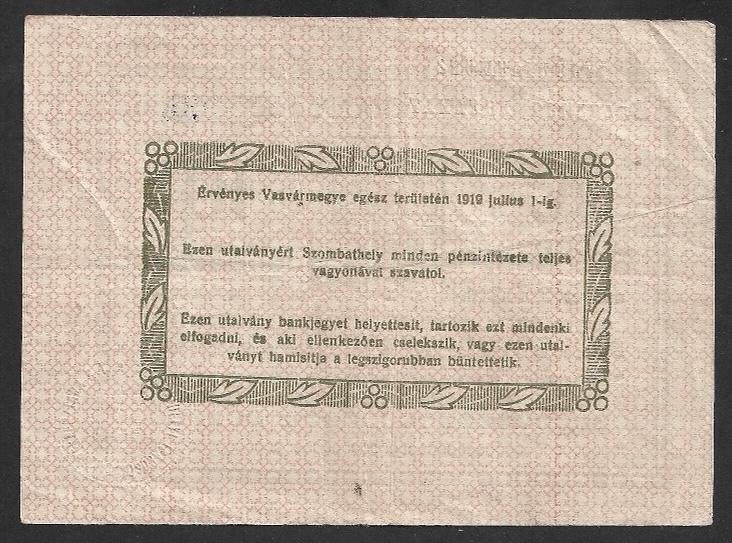 Érvényes Vasvármegye egész területén 1919 julius 1-ig.
Ezen utalványért Szombathely minden pénzintézete teljes
vagyonával szavatol.
Ezen utalvány bankjegyet helyettesit, tartozik ezt mindenki
elfogadni, és aki ellenkezően cselekszik, vagy ezen utal-
ványt hamisitja a legszigorubban büntettetik.